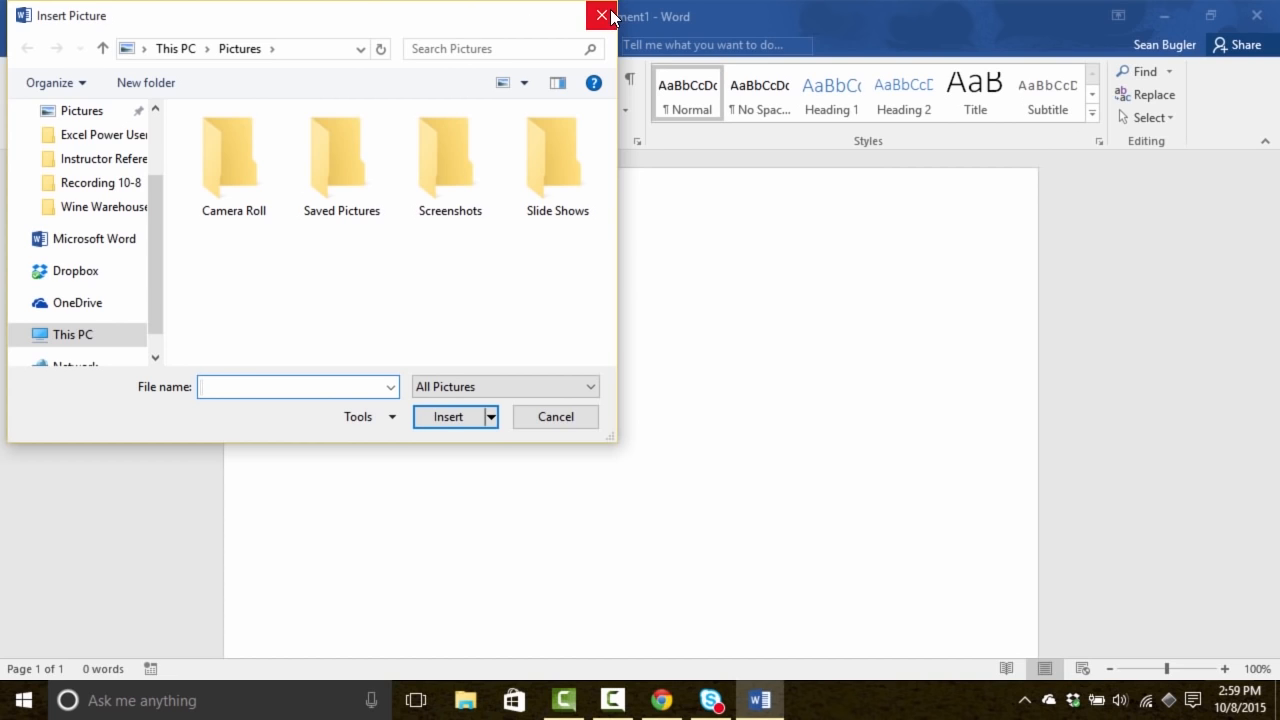 Insert Picture
ment1 - Word
This PC
Pictures
Search Pictures
Tell me what you want to do...
Sean Bugler
Share
Organize
New folder
Pictures
Excel Power User
Instructor Refere
Recording 10-8
Wine Warehouse
Microsoft Word
Dropbox
OneDrive
This PC
Network
Camera Roll
Saved Pictures
Screenshots
Slide Shows
File name:
All Pictures
Tools
Insert
Cancel
AaBbCcDc
¶ Normal
AaBbCcDc
¶ No Spac...
AaBbCc
Heading 1
AaBbCcD
Heading 2
AaB
Title
AaBbCcD
Subtitle
Styles
Find
Replace
Select
Editing
Page 1 of 1
0 words
100%
Ask me anything
2:59 PM
10/8/2015